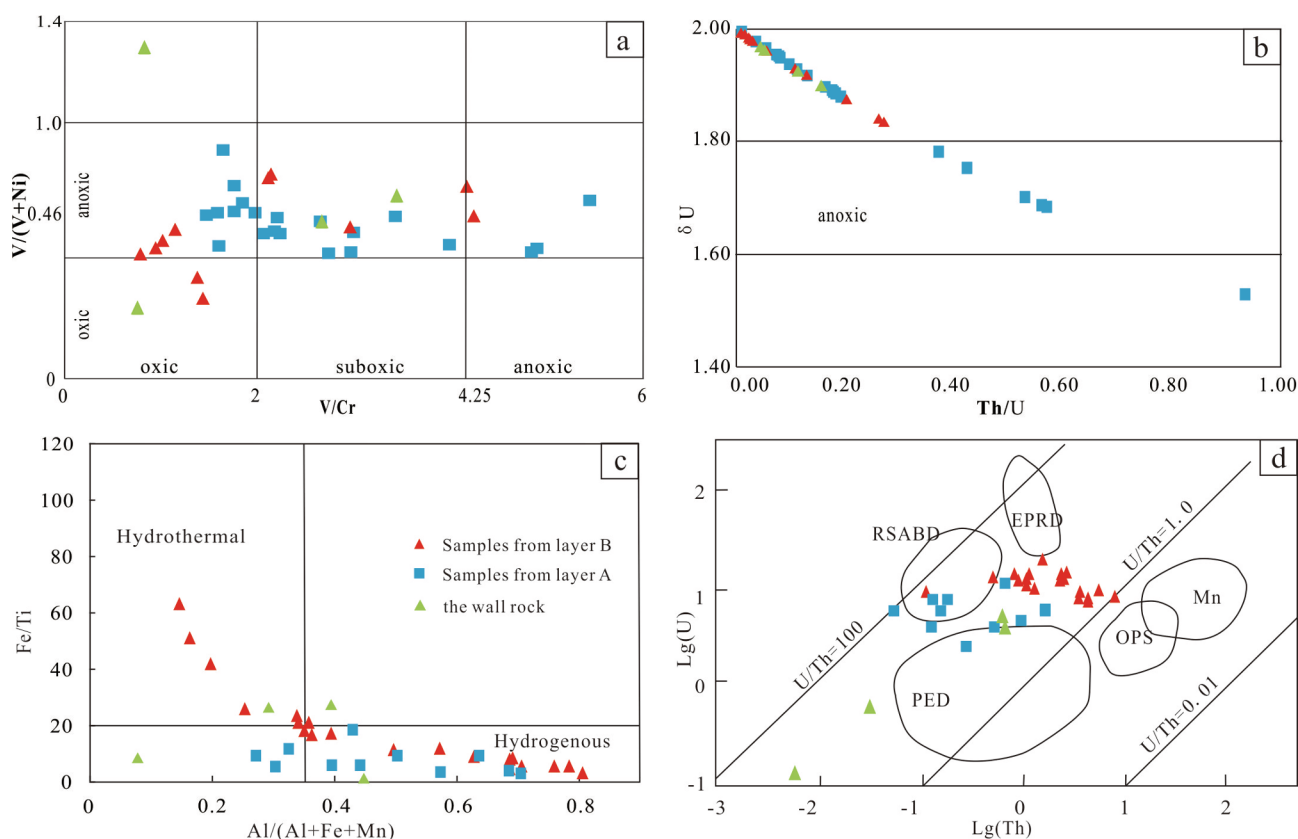 a
1.4
1.0
0.46
0
V/(V+Ni)
anoxic
oxic
oxic
suboxic
anoxic
0
2
4.25
6
V/Cr
b
2.00
1.80
1.60
1.40
δ U
anoxic
0.00
0.20
0.40
0.60
0.80
1.00
Th/U
c
120
100
80
60
40
20
0
Fe/Ti
Hydrothermal
Samples from layer B
Samples from layer A
the wall rock
Hydrogenous
0
0.2
0.4
0.6
0.8
Al/(Al+Fe+Mn)
d
2
1
0
-1
Lg(U)
EPRD
RSABD
U/Th=1.0
Mn
OPS
U/Th=100
PED
U/Th=0.01
-3
-1
0
1
2
Lg(Th)